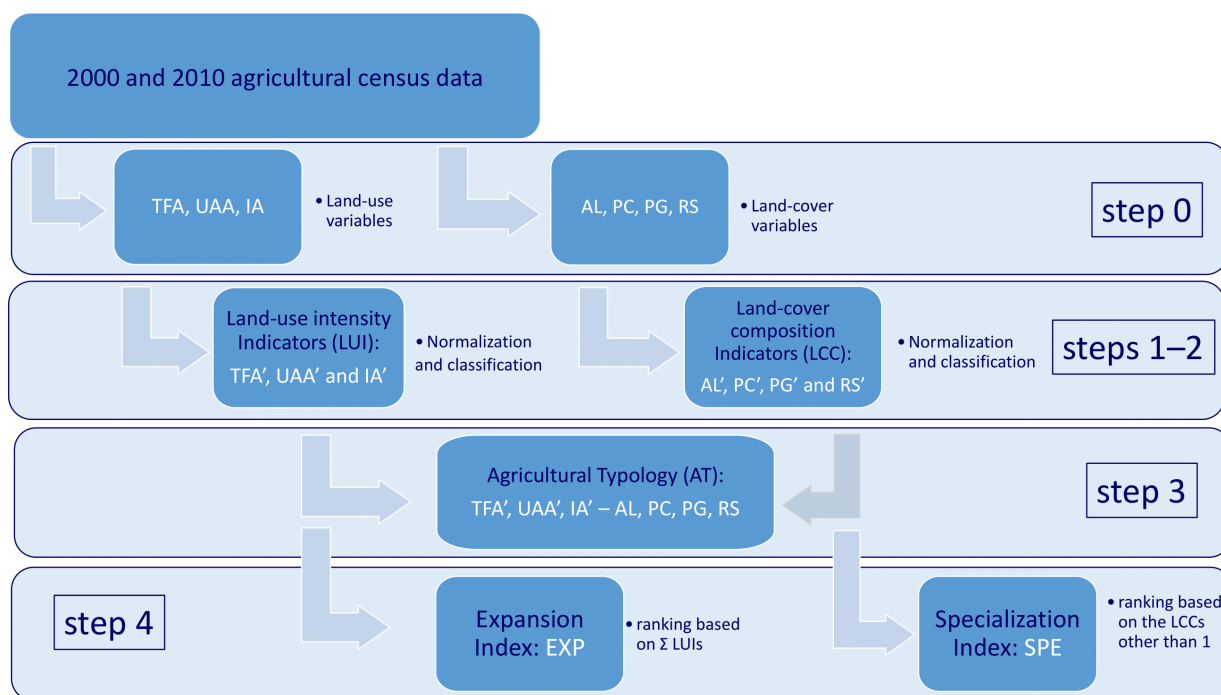 2000 and 2010 agricultural census data
TFA, UAA, IA
• Land-use
variables
AL, PC, PG, RS
• Land-cover
variables
step 0
Land-use intensity
Indicators (LUI):
TFA’, UAA’ and IA’
• Normalization
and classification
Land-cover
composition
Indicators (LCC):
AL’, PC’, PG’ and RS’
• Normalization
and classification
steps 1–2
Agricultural Typology (AT):
TFA’, UAA’, IA’ – AL, PC, PG, RS
step 3
step 4
Expansion
Index: EXP
• ranking based
on Σ LUIs
Specialization
Index: SPE
• ranking based
on the LCCs
other than 1